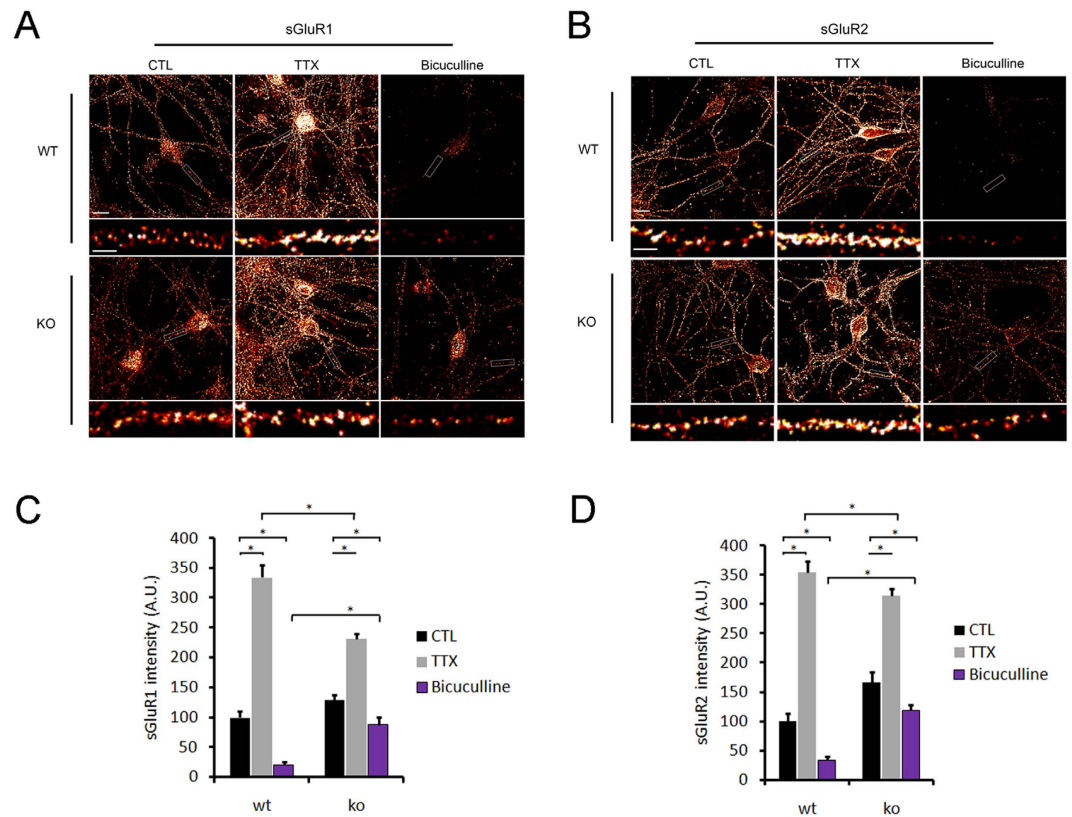 A
sGluR1
CTL TTX Bicuculline
WT
KO
B
sGluR2
CTL TTX Bicuculline
WT
KO
C
* 
* * * *
* *
*
sGluR1 intensity (A.U.)
400
350
300
250
200
150
100
50
0
wt ko
CTL
TTX
Bicuculline
D
*
* * * *
* *
*
sGluR2 intensity (A.U.)
400
350
300
250
200
150
100
50
0
wt ko
CTL
TTX
Bicuculline